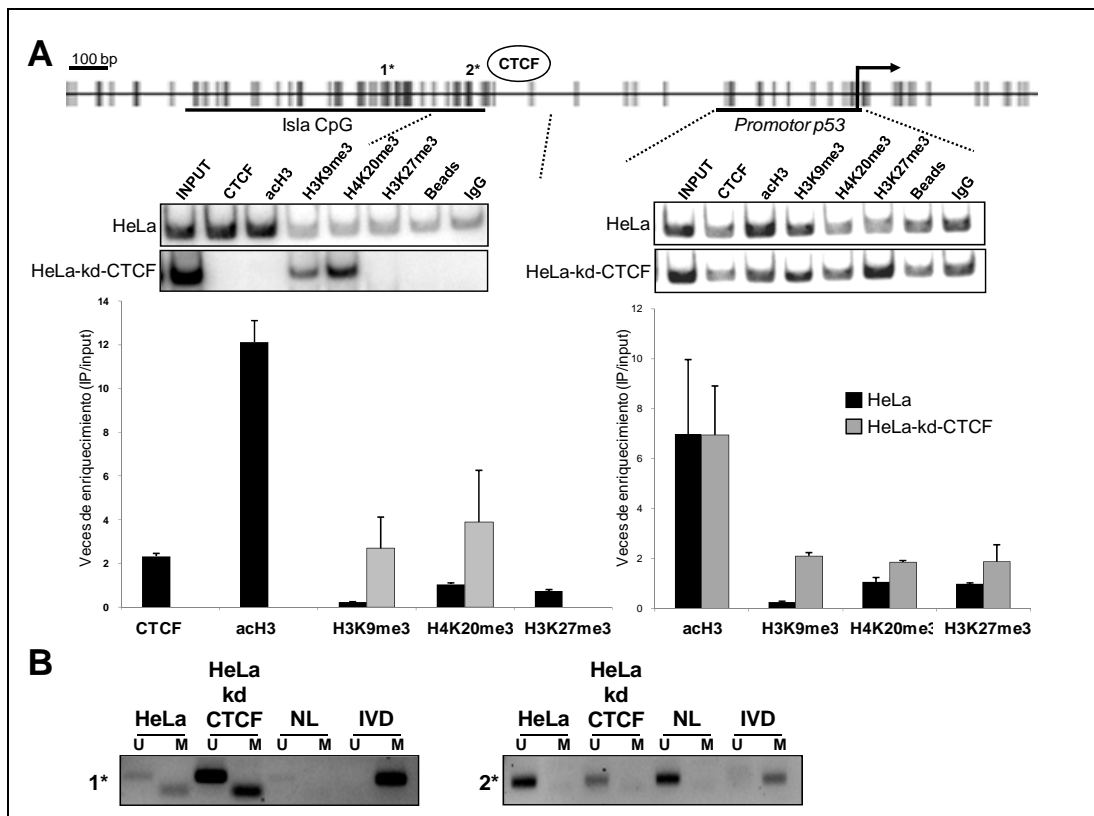 A
100 bp
1*
2*
CTCF
Isla CpG
Promotor p53
INPUT
CTCF
acH3
H3K9me3
H4K20me3
H3K27me3
Beads
IgG
HeLa
HeLa-kd-CTCF
INPUT
CTCF
acH3
H3K9me3
H4K20me3
H3K27me3
Beads
IgG
HeLa
HeLa-kd-CTCF
Veces de enriquecimiento (IP/input)
14
12
10
8
6
4
2
0
CTCF
acH3
H3K9me3
H4K20me3
H3K27me3
Veces de enriquecimiento (IP/input)
12
10
8
6
4
2
0
HeLa
HeLa-kd-CTCF
acH3
H3K9me3
H4K20me3
H3K27me3
B
HeLa
HeLa
kd
CTCF
NL
IVD
U M U M U M U M
1*
HeLa
HeLa
kd
CTCF
NL
IVD
U M U M U M U M
2*